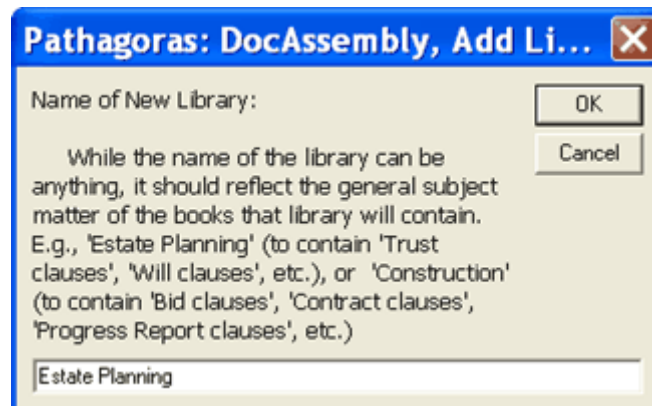 Pathagoras: DocAssembly, Add Li...
Name of New Library:
OK
Cancel
While the name of the library can be
anything, it should reflect the general subject
matter of the books that library will contain.
E.g., 'Estate Planning' (to contain 'Trust
clauses', 'Will clauses', etc.), or 'Construction'
(to contain 'Bid clauses', 'Contract clauses',
'Progress Report clauses', etc.)
Estate Planning